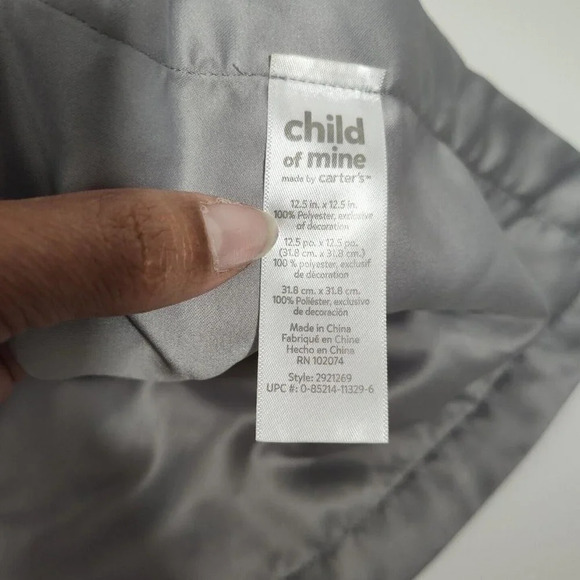 child
of mine
made by carter's™
12.5 in. x 12.5 in.
100% Polyester, exclusive
of decoration
12.5 po. x 12.5 po.
(31.8 cm. x 31.8 cm.)
100 % polyester, exclusif
de décoration
31.8 cm. x 31.8 cm.
100% Poliéster, exclusivo
de decoración
Made in China
Fabriqué en Chine
Hecho en China
RN 102074
Style: 2921269
UPC #: 0-85214-11329-6